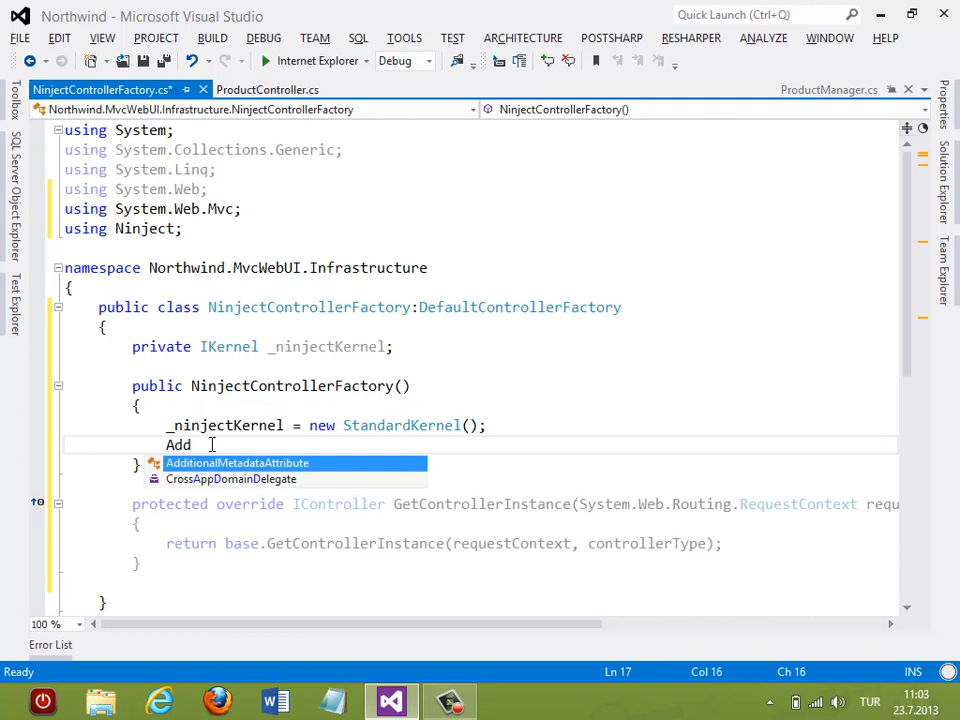 Northwind - Microsoft Visual Studio
Quick Launch (Ctrl+Q)
FILE EDIT VIEW PROJECT BUILD DEBUG TEAM SQL TOOLS TEST ARCHITECTURE POSTSHARP RESHARPER ANALYZE WINDOW HELP
Internet Explorer Debug
NinjectControllerFactory.cs* ProductController.cs ProductManager.cs
Northwind.MvcWebUI.Infrastructure.NinjectControllerFactory NinjectControllerFactory()
Toolbox
SQL Server Object Explorer
Test Explorer
Properties
Solution Explorer
Team Explorer
using System;
using System.Collections.Generic;
using System.Linq;
using System.Web;
using System.Web.Mvc;
using Ninject;
namespace Northwind.MvcWebUI.Infrastructure
{
public class NinjectControllerFactory:DefaultControllerFactory
{
private IKernel _ninjectKernel;
public NinjectControllerFactory()
{
_ninjectKernel = new StandardKernel();
Add
AdditionalMetadataAttribute
}
CrossAppDomainDelegate
protected override IController GetControllerInstance(System.Web.Routing.RequestContext requ
{
return base.GetControllerInstance(requestContext, controllerType);
}
}
100 %
Error List
Ready Ln 17 Col 16 Ch 16 INS
TUR
11:03
23.7.2013